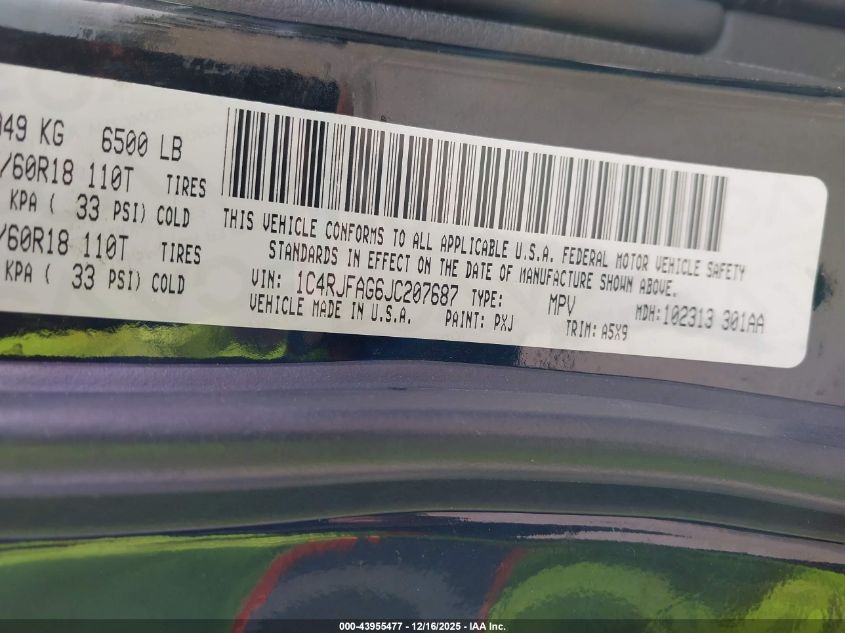 949 KG 6500 LB
/60R18 110T TIRES
KPA ( 33 PSI) COLD
/60R18 110T TIRES
KPA ( 33 PSI) COLD
THIS VEHICLE CONFORMS TO ALL APPLICABLE U.S.A. FEDERAL MOTOR VEHICLE SAFETY
STANDARDS IN EFFECT ON THE DATE OF MANUFACTURE SHOWN ABOVE.
VIN: 1C4RJFAG6JC207687 TYPE: MPV MDH:102313 301AA
VEHICLE MADE IN U.S.A. PAINT: PXJ TRIM: A5X9
000-43955477 - 12/16/2025 - IAA Inc.